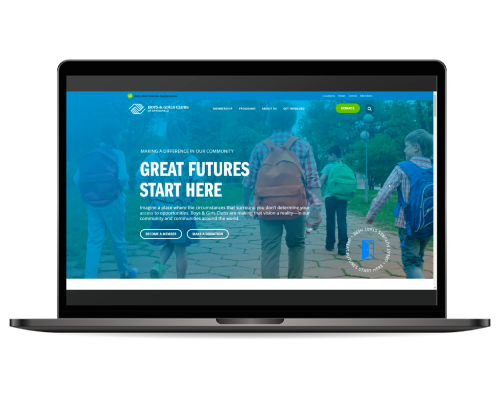 BOYS & GIRLS CLUBS
MEMBERSHIP PROGRAMS ABOUT US GET INVOLVED
DONATE
MAKING A DIFFERENCE IN OUR COMMUNITY
GREAT FUTURES
START HERE
Imagine a place where the circumstances that surround you don't determine your
access to opportunities. Boys & Girls Clubs are making that vision a reality—in our
community and communities around the world.
BECOME A MEMBER MAKE A DONATION